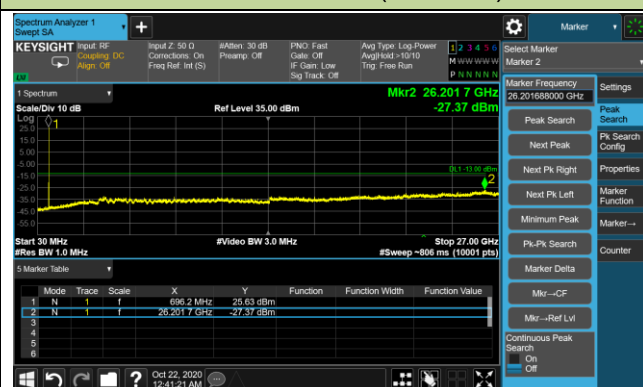 Spectrum Analyzer 1
Swept SA
+
Marker
KEYSIGHT
Input: RF
Coupling: DC
Align: Off
Input Z: 50 Ω
Corrections: On
Freq Ref: Int (S)
#Atten: 30 dB
Preamp: Off
PNO: Fast
Gate: Off
IF Gain: Low
Sig Track: Off
Avg Type: Log-Power
Avg|Hold:>10/10
Trig: Free Run
1 2 3 4 5 6
M W W W W W
P N N N N N
LXI
Select Marker
Marker 2
1 Spectrum
Mkr2 26.201 7 GHz
Scale/Div 10 dB
Ref Level 35.00 dBm
-27.37 dBm
Log
25.0
15.0
5.00
-5.00
-15.0
-25.0
-35.0
-45.0
-55.0
1
DL1 -13.00 dBm
2
Start 30 MHz
#Video BW 3.0 MHz
Stop 27.00 GHz
#Res BW 1.0 MHz
#Sweep ~806 ms (10001 pts)
5 Marker Table
Mode Trace Scale X Y Function Function Width Function Value
1 N 1 f 696.2 MHz 25.63 dBm
2 N 1 f 26.201 7 GHz -27.37 dBm
3
4
5
6
Marker Frequency
26.201688000 GHz
Peak Search
Next Peak
Next Pk Right
Next Pk Left
Minimum Peak
Pk-Pk Search
Marker Delta
Mkr→CF
Mkr→Ref Lvl
Continuous Peak
Search
On
Off
Settings
Peak
Search
Pk Search
Config
Properties
Marker
Function
Marker→
Counter
?
Oct 22, 2020
12:41:21 AM